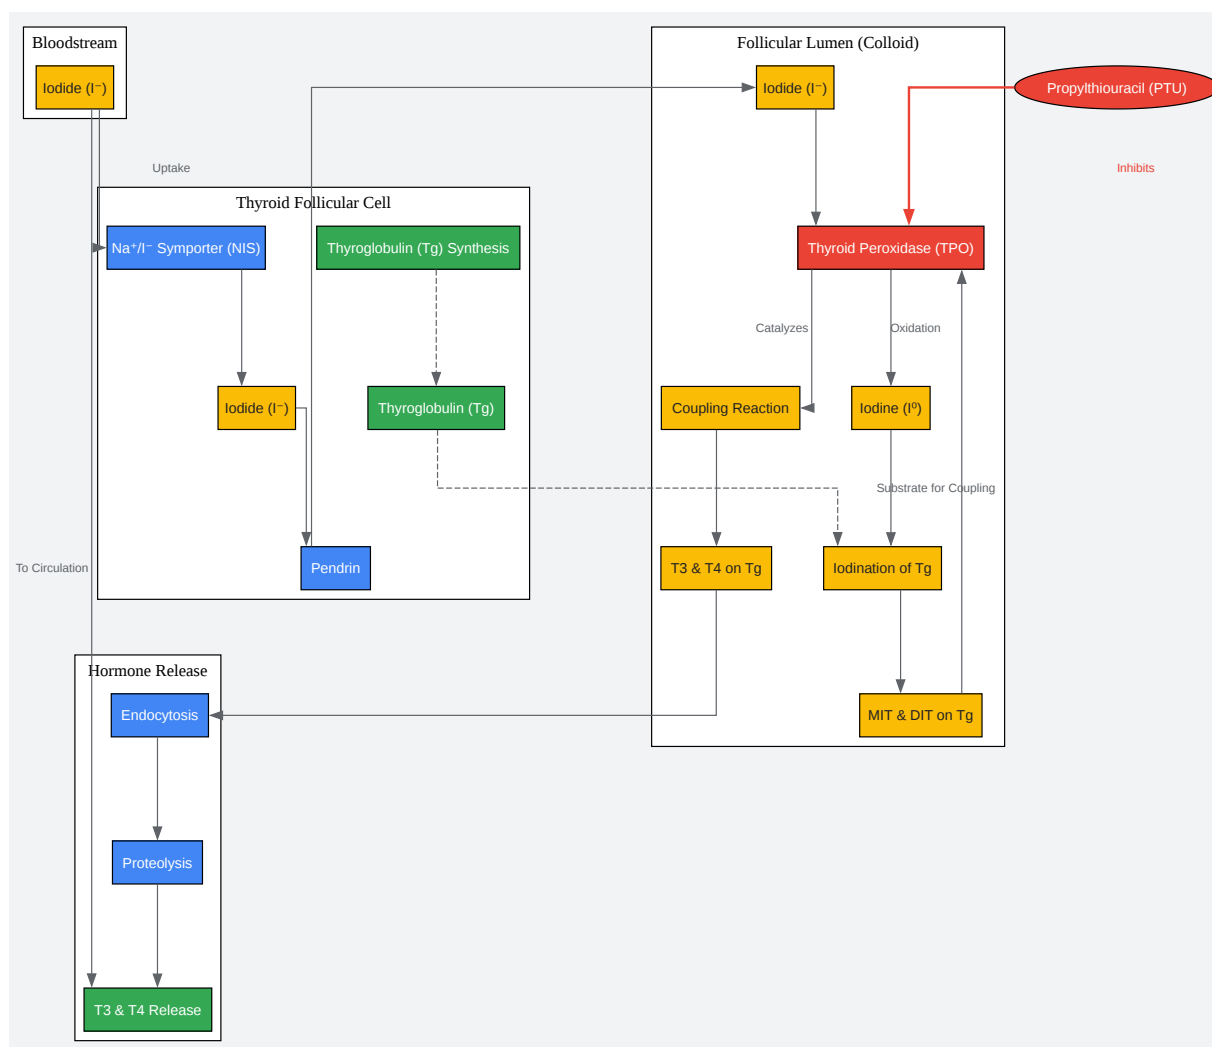 Bloodstream
Iodide (I⁻)
Follicular Lumen (Colloid)
Iodide (I⁻)
Propylthiouracil (PTU)
Uptake
Inhibits
Thyroid Follicular Cell
Na⁺/I⁻ Symporter (NIS)
Thyroglobulin (Tg) Synthesis
Thyroid Peroxidase (TPO)
Catalyzes
Oxidation
Iodide (I⁻)
Thyroglobulin (Tg)
Coupling Reaction
Iodine (I⁰)
Substrate for Coupling
To Circulation
Pendrin
T3 & T4 on Tg
Iodination of Tg
Hormone Release
Endocytosis
MIT & DIT on Tg
Proteolysis
T3 & T4 Release